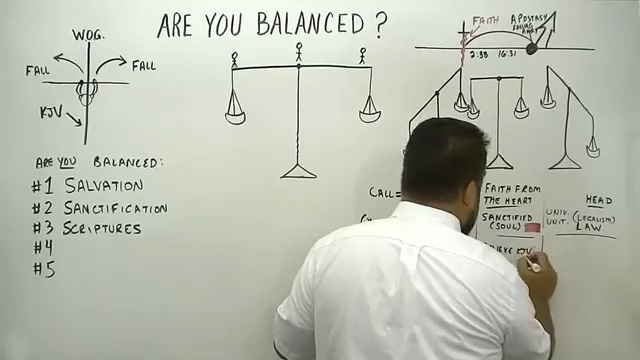 ARE YOU BALANCED?
WOG.
FALL
FALL
KJV
FAITH
APOSTASY
FALLING
AWAY
2:38
16:31
ARE YOU BALANCED:
#1 SALVATION
#2 SANCTIFICATION
#3 SCRIPTURES
#4
#5
CALL=
FAITH FROM
THE HEART
HEAD
SANCTIFIED
(SOUL)
UNIV.
UNIT. (LEGALISM)
LAW
KJV